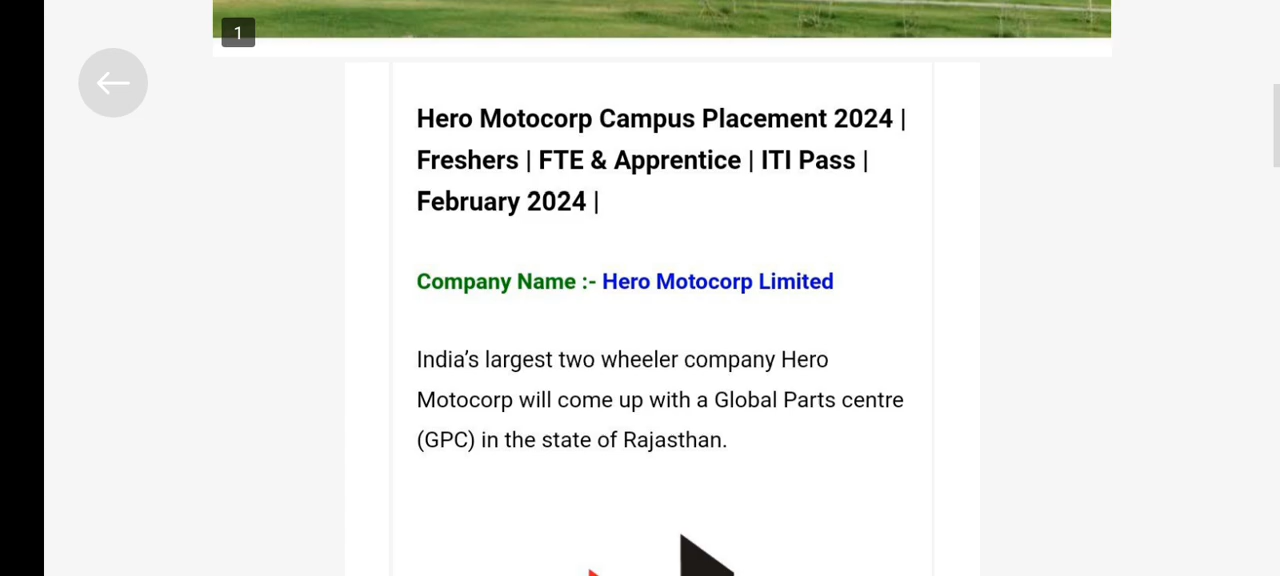 1
Hero Motocorp Campus Placement 2024 |
Freshers | FTE & Apprentice | ITI Pass |
February 2024 |
Company Name :- Hero Motocorp Limited
India’s largest two wheeler company Hero
Motocorp will come up with a Global Parts centre
(GPC) in the state of Rajasthan.